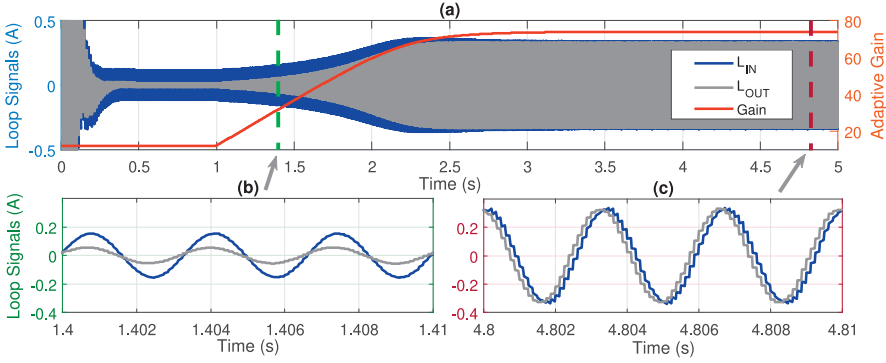 (a)
Loop Signals (A)
0.5
0
-0.5
80
60
40
20
Adaptive Gain
L_IN
L_OUT
Gain
0 0.5 1 1.5 2 2.5 3 3.5 4 4.5 5
Time (s)
(b)
Loop Signals (A)
0.2
0
-0.2
-0.4
1.4 1.402 1.404 1.406 1.408 1.41
Time (s)
(c)
0.2
0
-0.2
-0.4
4.8 4.802 4.804 4.806 4.808 4.81
Time (s)